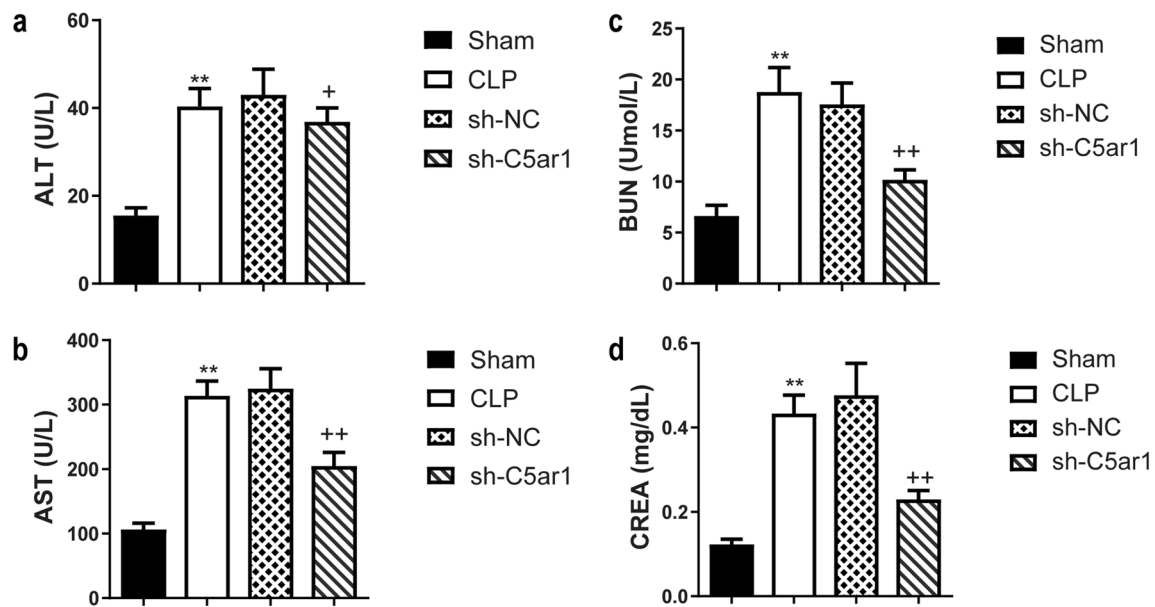 a
ALT (U/L)
60
40
20
0
**
+
Sham
CLP
sh-NC
sh-C5ar1
c
BUN (Umol/L)
25
20
15
10
5
0
**
++
Sham
CLP
sh-NC
sh-C5ar1
b
AST (U/L)
400
300
200
100
0
**
++
Sham
CLP
sh-NC
sh-C5ar1
d
CREA (mg/dL)
0.6
0.4
0.2
0.0
**
++
Sham
CLP
sh-NC
sh-C5ar1